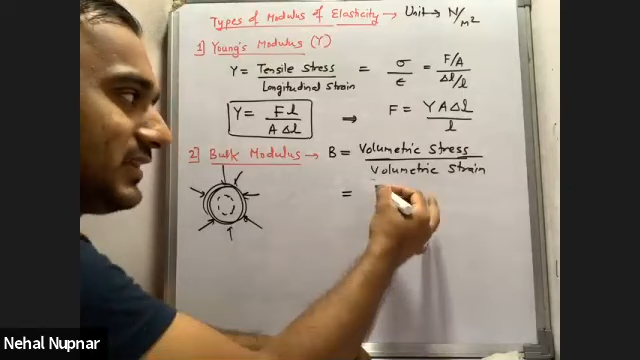 Types of Modulus of Elasticity → Unit → N/m²
1] Young's Modulus (Y)
Y = Tensile Stress / Longitudinal Strain = σ / ϵ = F/A / Δl/l
Y = Fl / AΔl → F = YAΔl / l
2] Bulk Modulus → B = Volumetric Stress / Volumetric Strain
=
Nehal Nupnar